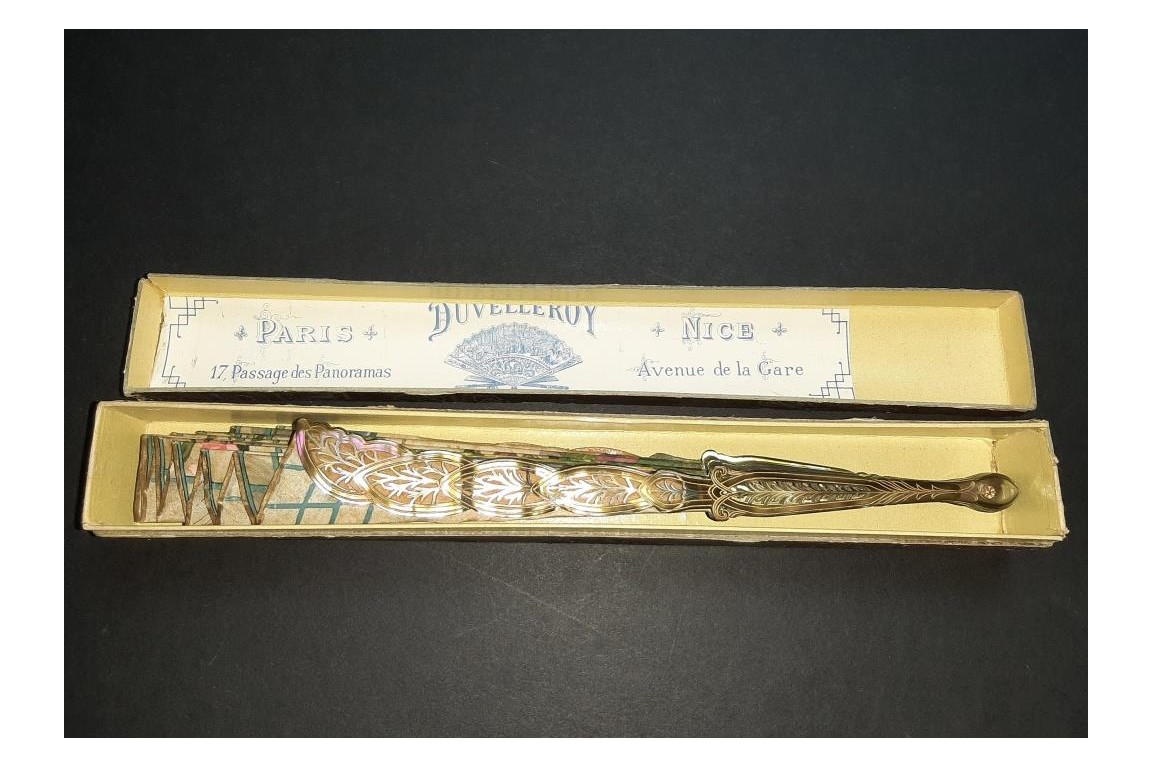 DUVELLEROY
PARIS
NICE
17, Passage des Panoramas
Avenue de la Gare